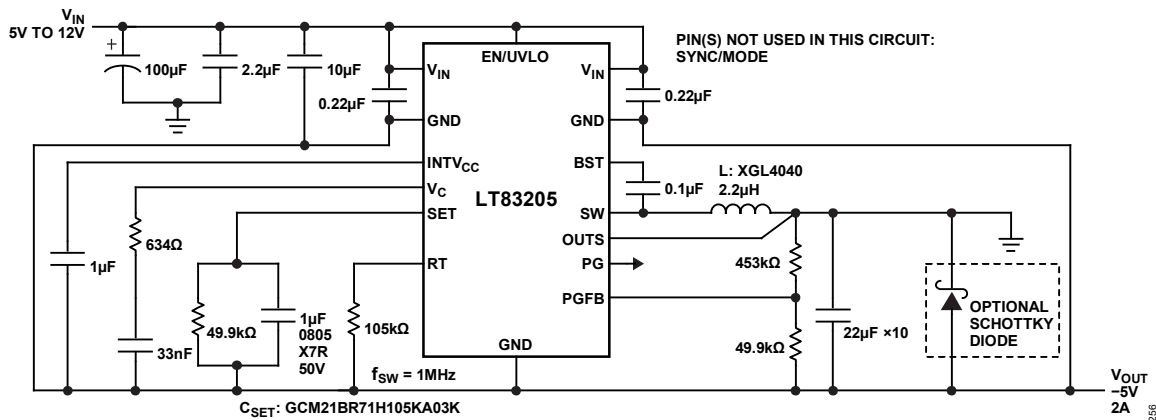 VIN
5V TO 12V
+
100µF
2.2µF
10µF
0.22µF
EN/UVLO
VIN
VIN
GND
GND
INTVCC
BST
VC
LT83205
SET
SW
OUTS
RT
PG
PGFB
GND
PIN(S) NOT USED IN THIS CIRCUIT:
SYNC/MODE
0.22µF
0.1µF
L: XGL4040
2.2µH
1µF
634Ω
33nF
49.9kΩ
1µF
0805
X7R
50V
105kΩ
fSW = 1MHz
453kΩ
49.9kΩ
22µF ×10
OPTIONAL
SCHOTTKY
DIODE
CSET: GCM21BR71H105KA03K
VOUT
−5V
2A
256